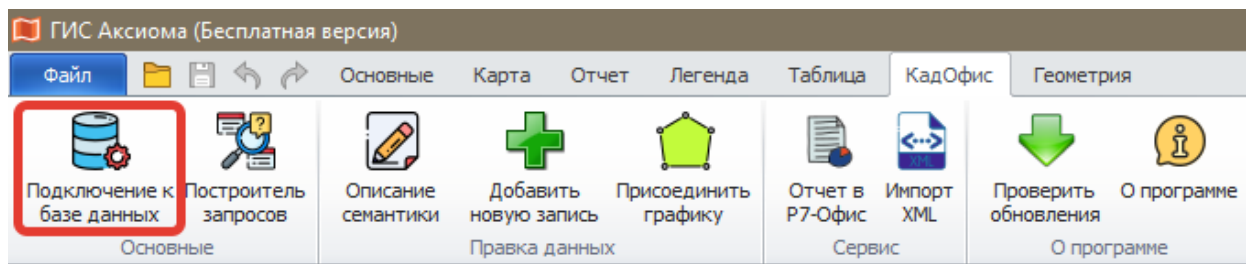 ГИС Аксиома (Бесплатная версия)
Файл Основные Карта Отчет Легенда Таблица КадОфис Геометрия
Подключение к Построитель Описание Добавить Присоединить Отчет в Импорт Проверить О программе
базе данных запросов семантики новую запись графику Р7-Офис XML обновления
Основные Правка данных Сервис О программе